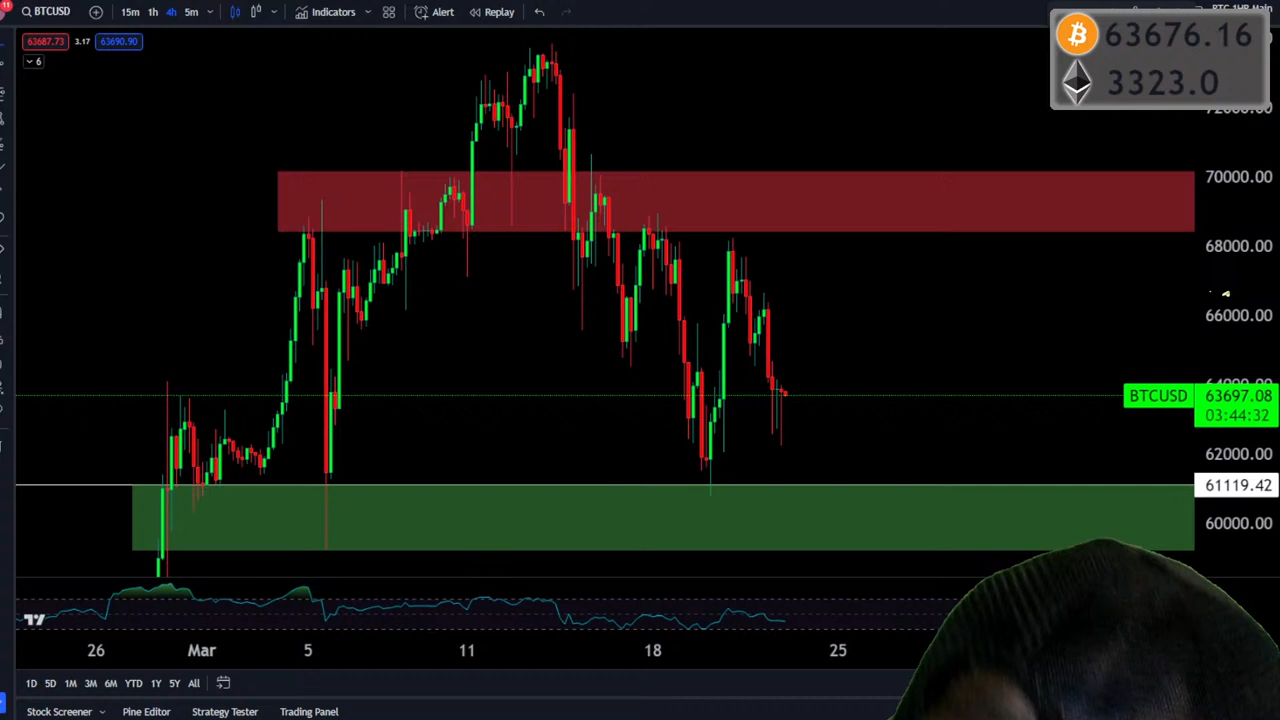 11
BTCUSD 15m 1h 4h 5m Indicators Alert Replay
63687.73 3.17 63690.90
6
63676.16
3323.0
70000.00
68000.00
66000.00
BTCUSD 63697.08
03:44:32
62000.00
61119.42
60000.00
26 Mar 5 11 18 25
1D 5D 1M 3M 6M YTD 1Y 5Y All
Stock Screener Pine Editor Strategy Tester Trading Panel